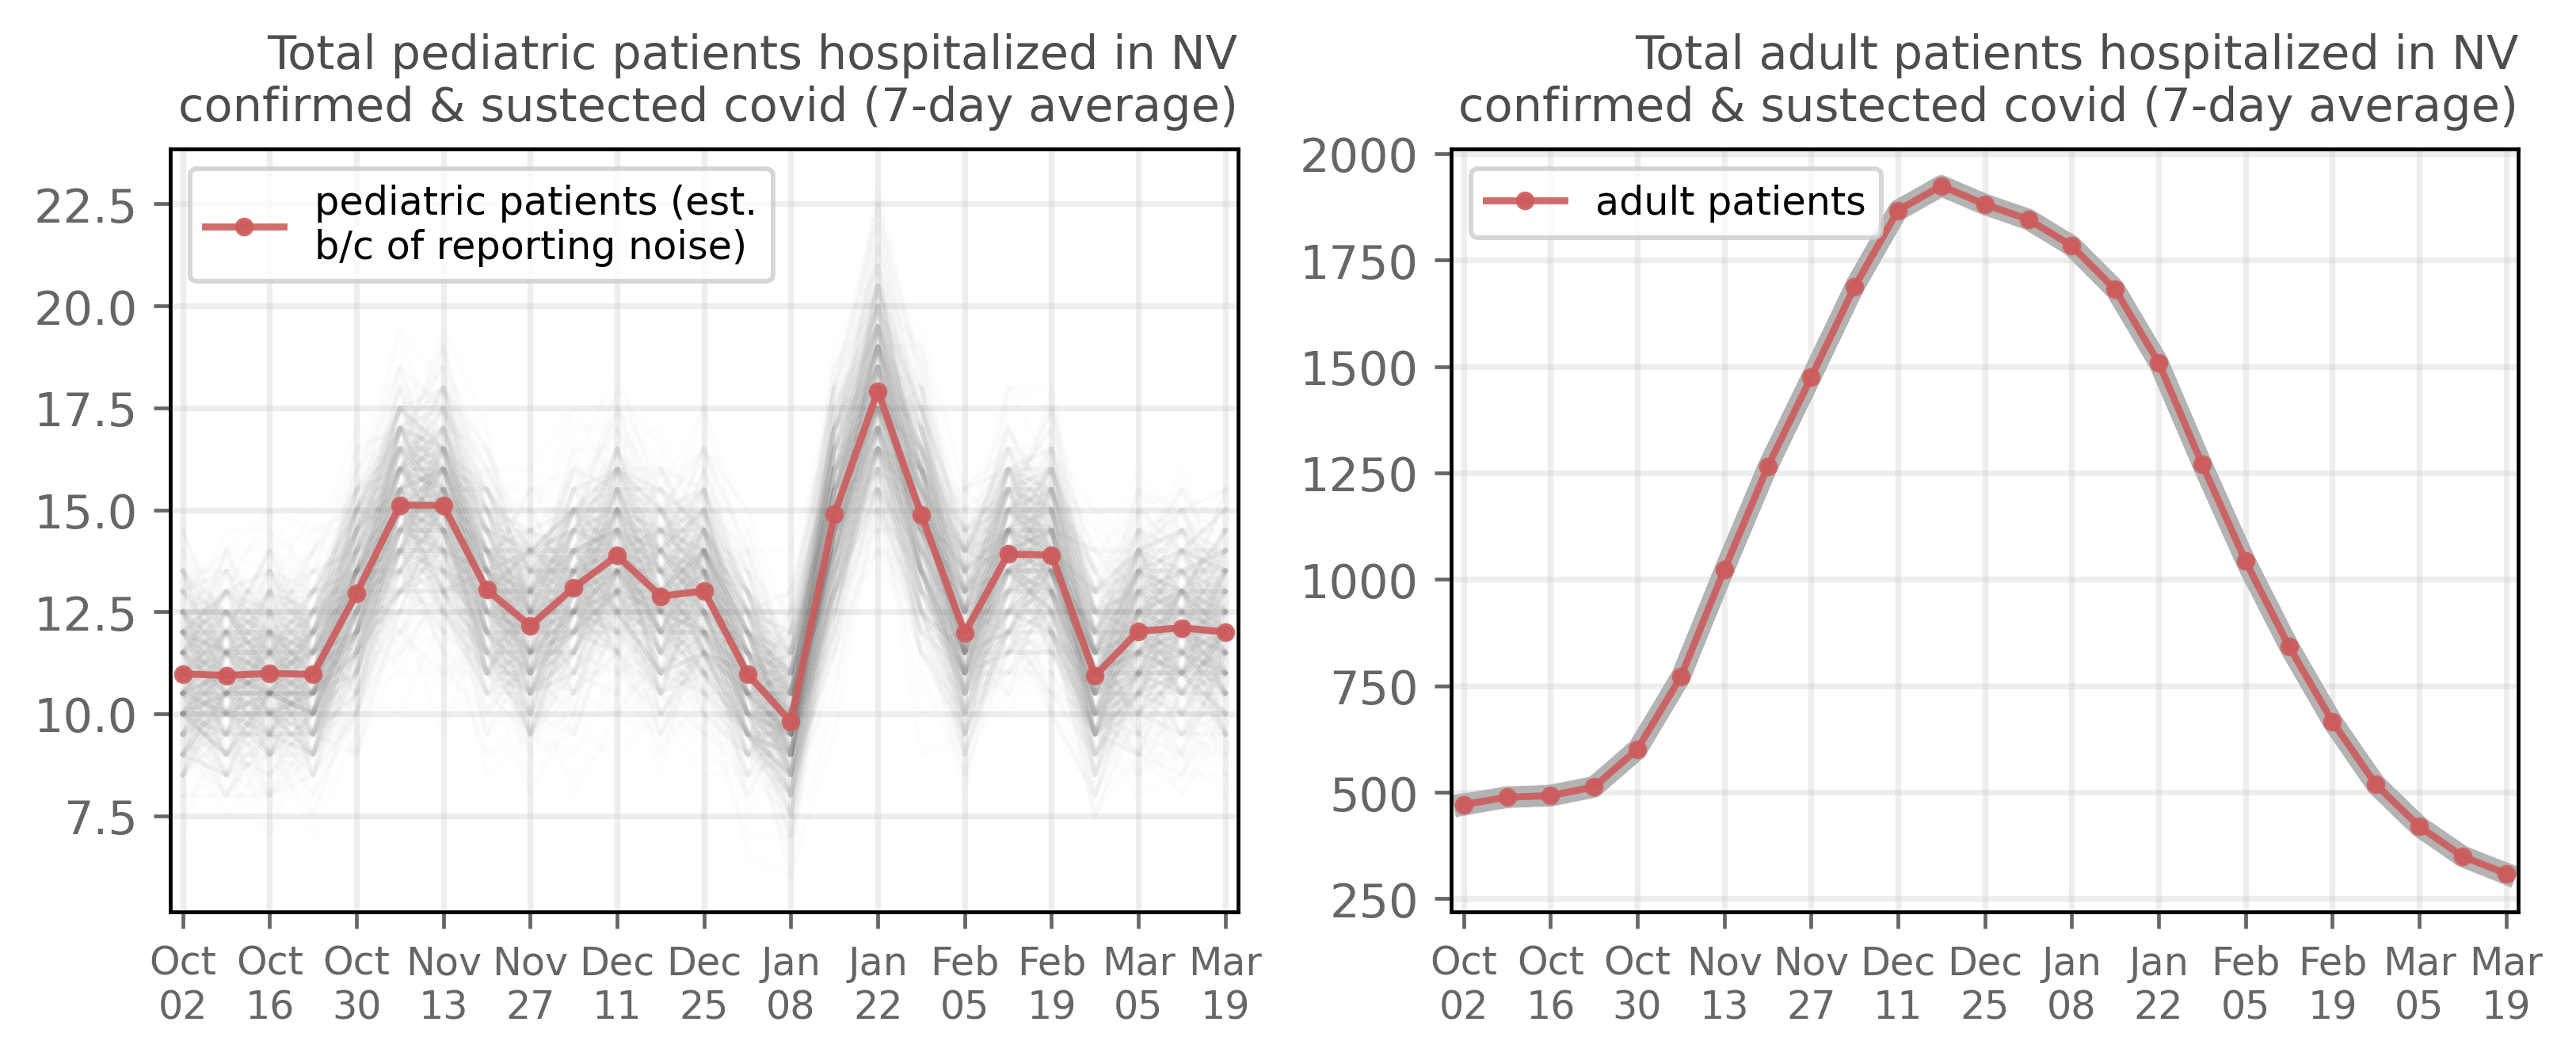 Total pediatric patients hospitalized in NV
confirmed & sustected covid (7-day average)
pediatric patients (est.
b/c of reporting noise)
22.5
20.0
17.5
15.0
12.5
10.0
7.5
Oct Oct Oct Nov Nov Dec Dec Jan Jan Feb Feb Mar Mar
02 16 30 13 27 11 25 08 22 05 19 05 19
Total adult patients hospitalized in NV
confirmed & sustected covid (7-day average)
adult patients
2000
1750
1500
1250
1000
750
500
250
Oct Oct Oct Nov Nov Dec Dec Jan Jan Feb Feb Mar Mar
02 16 30 13 27 11 25 08 22 05 19 05 19